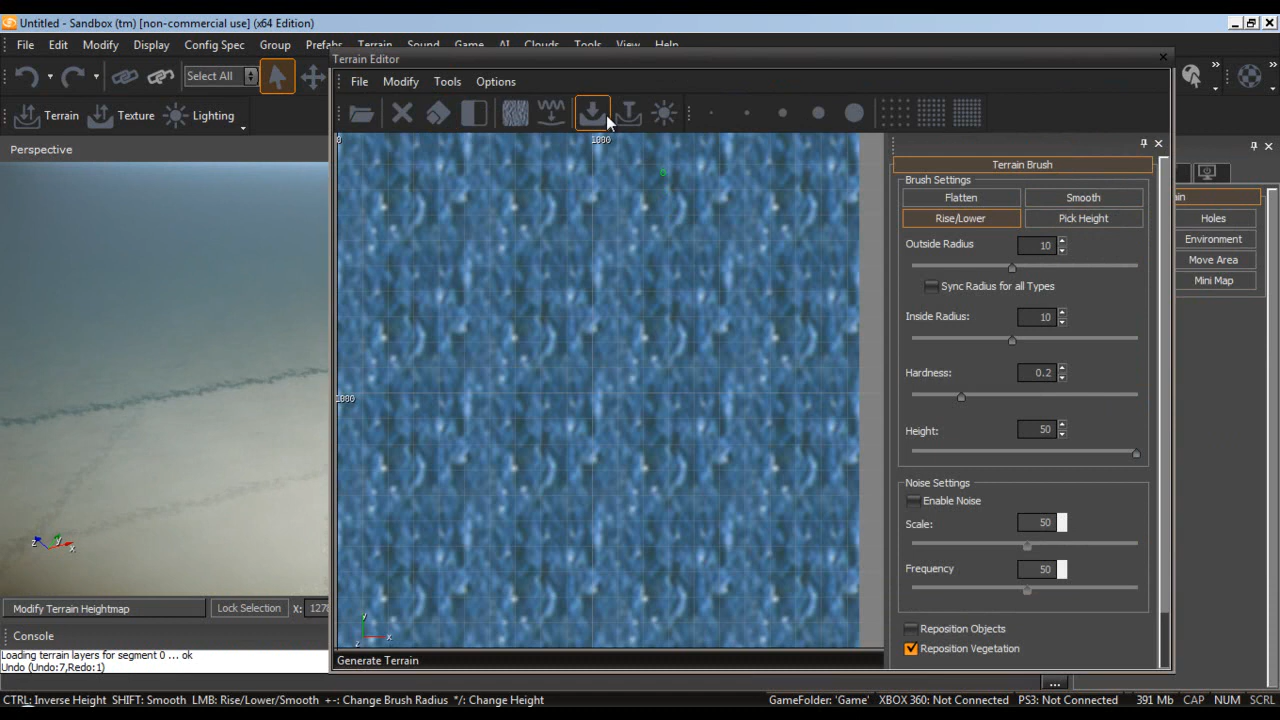 Untitled - Sandbox (tm) [non-commercial use] (x64 Edition)
File Edit Modify Display Config Spec Group Prefabs Terrain Sound Game AI Clouds Tools View Help
Terrain Editor
Select All
File Modify Tools Options
Terrain Texture Lighting
0
1000
Perspective
Terrain Brush
Brush Settings
Flatten Smooth
Rise/Lower Pick Height
Holes
Environment
Move Area
Mini Map
Outside Radius 10
Sync Radius for all Types
Inside Radius: 10
Hardness: 0.2
1000
Height: 50
Noise Settings
Enable Noise
Scale: 50
Frequency 50
z y x
y
z x
Modify Terrain Heightmap Lock Selection X:
Reposition Objects
Reposition Vegetation
Console
Loading terrain layers for segment 0 ... ok
Undo (Undo:7,Redo:1)
Generate Terrain
...
CTRL: Inverse Height SHIFT: Smooth LMB: Rise/Lower/Smooth +-: Change Brush Radius */: Change Height
GameFolder: 'Game' XBOX 360: Not Connected PS3: Not Connected 391 Mb CAP NUM SCRL